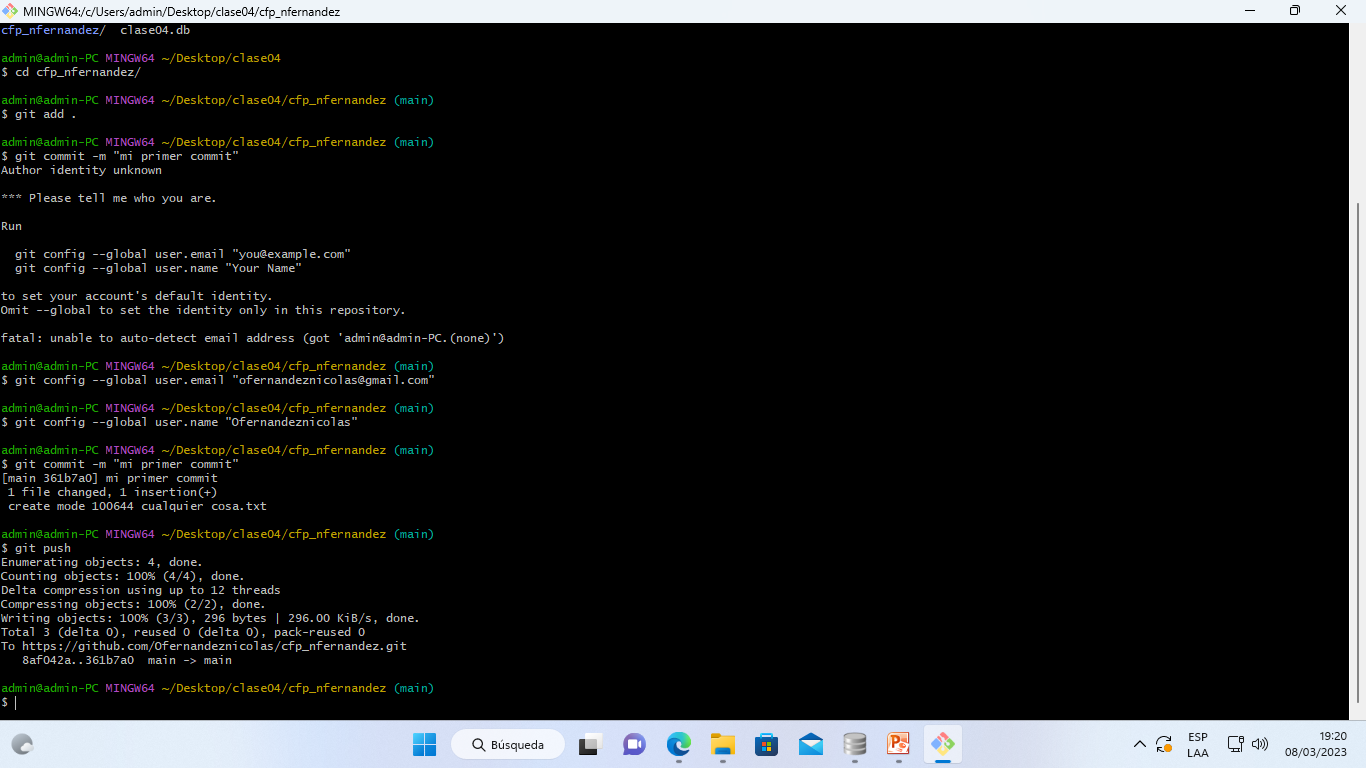 MINGW64:/c/Users/admin/Desktop/clase04/cfp_nfernandez
cfp_nfernandez/  clase04.db
admin@admin-PC MINGW64 ~/Desktop/clase04
$ cd cfp_nfernandez/
admin@admin-PC MINGW64 ~/Desktop/clase04/cfp_nfernandez (main)
$ git add .
admin@admin-PC MINGW64 ~/Desktop/clase04/cfp_nfernandez (main)
$ git commit -m "mi primer commit"
Author identity unknown
*** Please tell me who you are.
Run
  git config --global user.email "you@example.com"
  git config --global user.name "Your Name"
to set your account's default identity.
Omit --global to set the identity only in this repository.
fatal: unable to auto-detect email address (got 'admin@admin-PC.(none)')
admin@admin-PC MINGW64 ~/Desktop/clase04/cfp_nfernandez (main)
$ git config --global user.email "ofernandeznicolas@gmail.com"
admin@admin-PC MINGW64 ~/Desktop/clase04/cfp_nfernandez (main)
$ git config --global user.name "Ofernandeznicolas"
admin@admin-PC MINGW64 ~/Desktop/clase04/cfp_nfernandez (main)
$ git commit -m "mi primer commit"
[main 361b7a0] mi primer commit
 1 file changed, 1 insertion(+)
 create mode 100644 cualquier cosa.txt
admin@admin-PC MINGW64 ~/Desktop/clase04/cfp_nfernandez (main)
$ git push
Enumerating objects: 4, done.
Counting objects: 100% (4/4), done.
Delta compression using up to 12 threads
Compressing objects: 100% (2/2), done.
Writing objects: 100% (3/3), 296 bytes | 296.00 KiB/s, done.
Total 3 (delta 0), reused 0 (delta 0), pack-reused 0
To https://github.com/Ofernandeznicolas/cfp_nfernandez.git
   8af042a..361b7a0  main -> main
admin@admin-PC MINGW64 ~/Desktop/clase04/cfp_nfernandez (main)
$
Búsqueda
ESP
LAA
19:20
08/03/2023